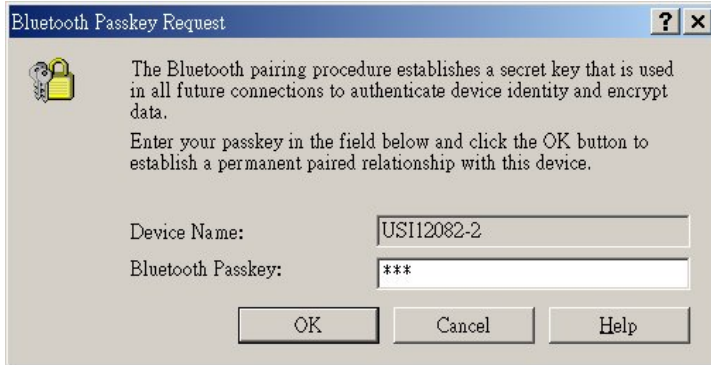 Bluetooth Passkey Request
The Bluetooth pairing procedure establishes a secret key that is used
in all future connections to authenticate device identity and encrypt
data.
Enter your passkey in the field below and click the OK button to
establish a permanent paired relationship with this device.
Device Name: USI12082-2
Bluetooth Passkey: ***
OK Cancel Help